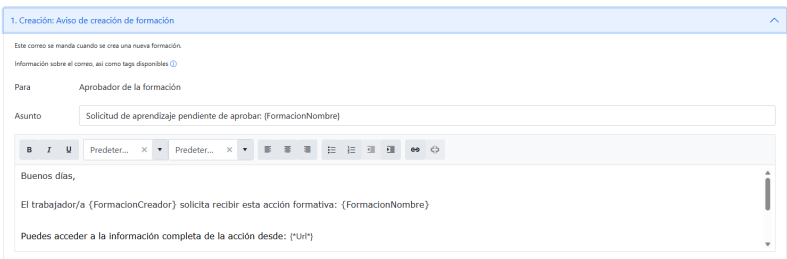 1. Creación: Aviso de creación de formación
Este correo se manda cuando se crea una nueva formación.
Información sobre el correo, asi como tags disponibles
Para Aprobador de la formación
Asunto Solicitud de aprendizaje pendiente de aprobar: {FormacionNombre}
B I U Predeter... × Predeter... ×
Buenos días,
El trabajador/a {FormacionCreador} solicita recibir esta acción formativa: {FormacionNombre}
Puedes acceder a la información completa de la acción desde: {*Url*}